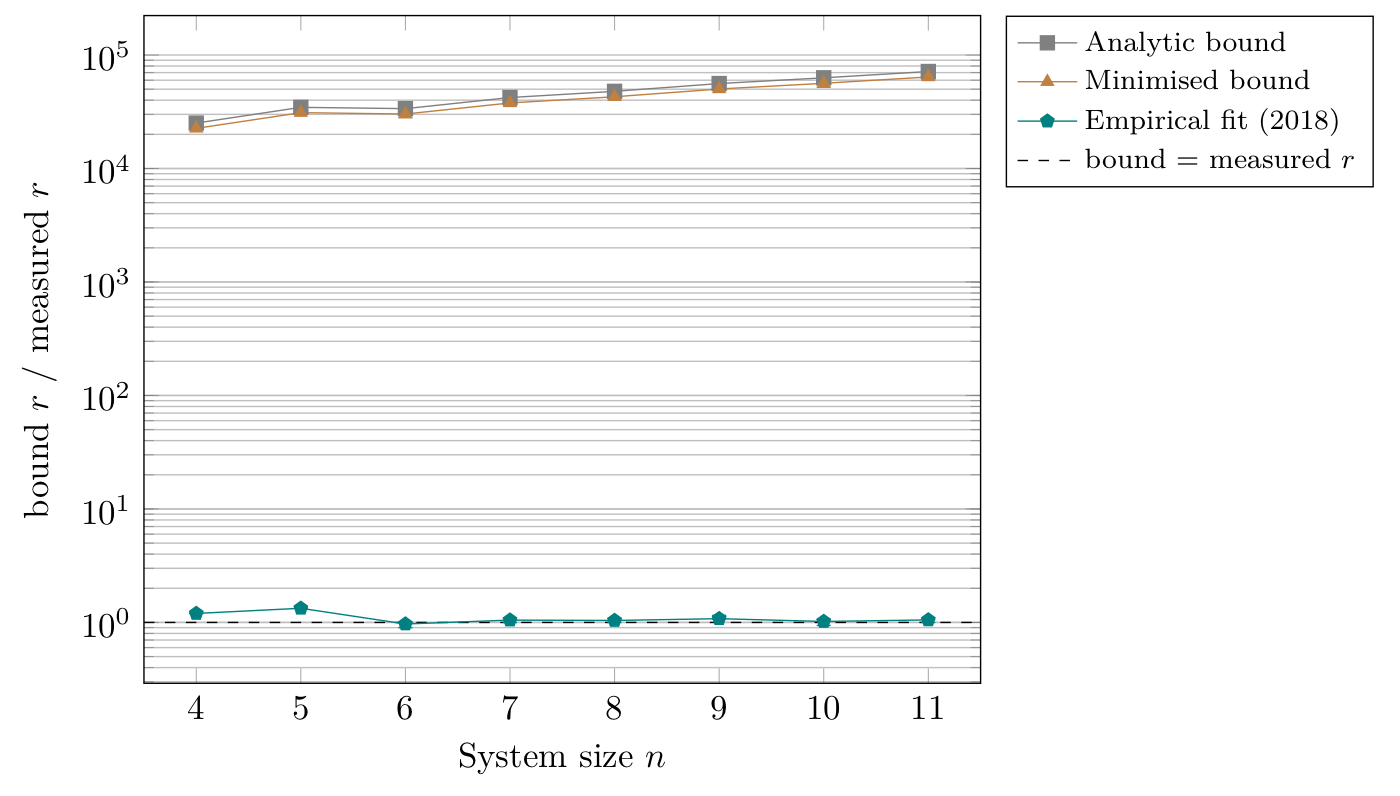 10^5
10^4
10^3
10^2
10^1
10^0
bound r / measured r
4 5 6 7 8 9 10 11
System size n
Analytic bound
Minimised bound
Empirical fit (2018)
bound = measured r